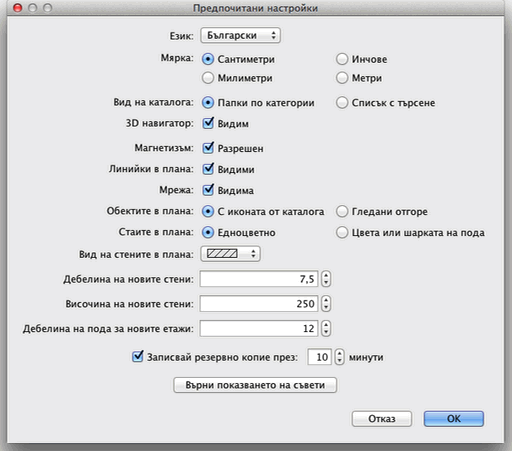 Предпочитани настройки
Език: Български
Мярка: Сантиметри Инчове
Милиметри Метри
Вид на каталога: Папки по категории Списък с търсене
3D навигатор: Видим
Магнетизъм: Разрешен
Линийки в плана: Видими
Мрежа: Видима
Обектите в плана: С иконата от каталога Гледани отгоре
Стаите в плана: Едноцветно Цвета или шарката на пода
Вид на стените в плана:
Дебелина на новите стени: 7,5
Височина на новите стени: 250
Дебелина на пода за новите етажи: 12
Записвай резервно копие през: 10 минути
Върни показването на съвети
Отказ OK